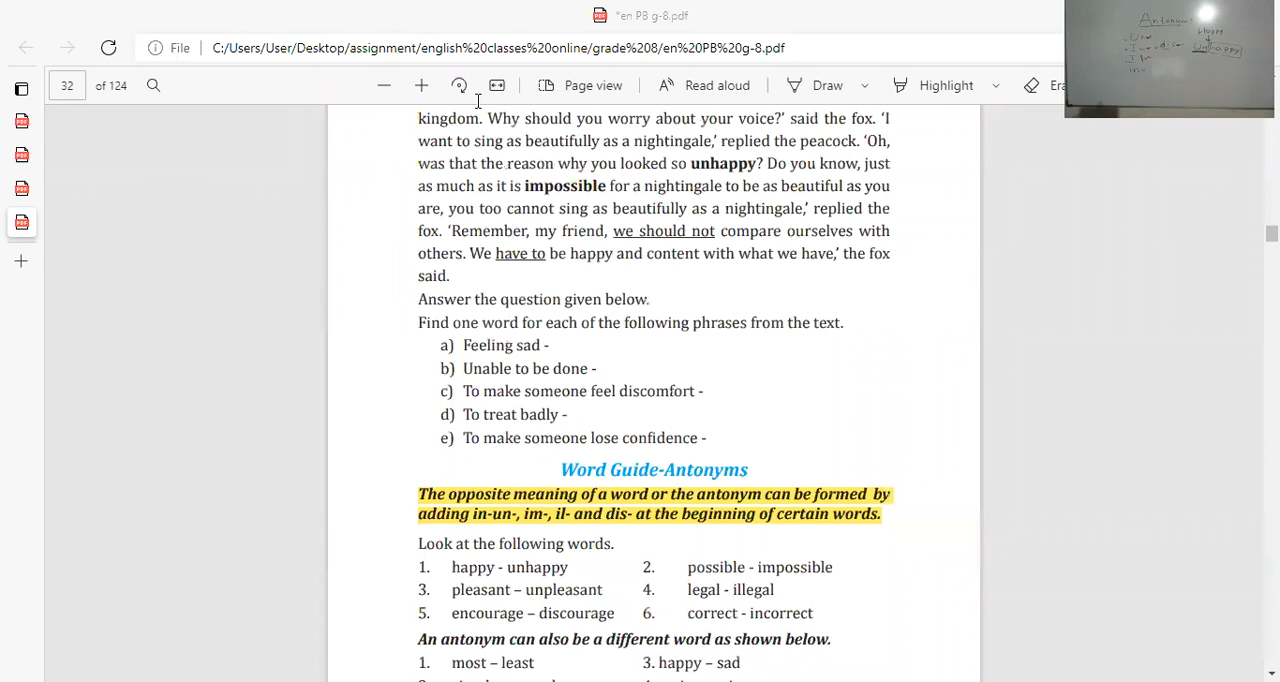 *en PB g-8.pdf
File C:/Users/User/Desktop/assignment/english%20classes%20online/grade%208/en%20PB%20g-8.pdf
32 of 124 Page view Read aloud Draw Highlight Era
Antonym
Happy
Unhappy
kingdom. Why should you worry about your voice?’ said the fox. ‘I
want to sing as beautifully as a nightingale,’ replied the peacock. ‘Oh,
was that the reason why you looked so unhappy? Do you know, just
as much as it is impossible for a nightingale to be as beautiful as you
are, you too cannot sing as beautifully as a nightingale,’ replied the
fox. ‘Remember, my friend, we should not compare ourselves with
others. We have to be happy and content with what we have,’ the fox
said.
Answer the question given below.
Find one word for each of the following phrases from the text.
a) Feeling sad -
b) Unable to be done -
c) To make someone feel discomfort -
d) To treat badly -
e) To make someone lose confidence -
Word Guide-Antonyms
The opposite meaning of a word or the antonym can be formed by
adding in-un-, im-, il- and dis- at the beginning of certain words.
Look at the following words.
1. happy - unhappy 2. possible - impossible
3. pleasant – unpleasant 4. legal - illegal
5. encourage – discourage 6. correct - incorrect
An antonym can also be a different word as shown below.
1. most – least 3. happy – sad